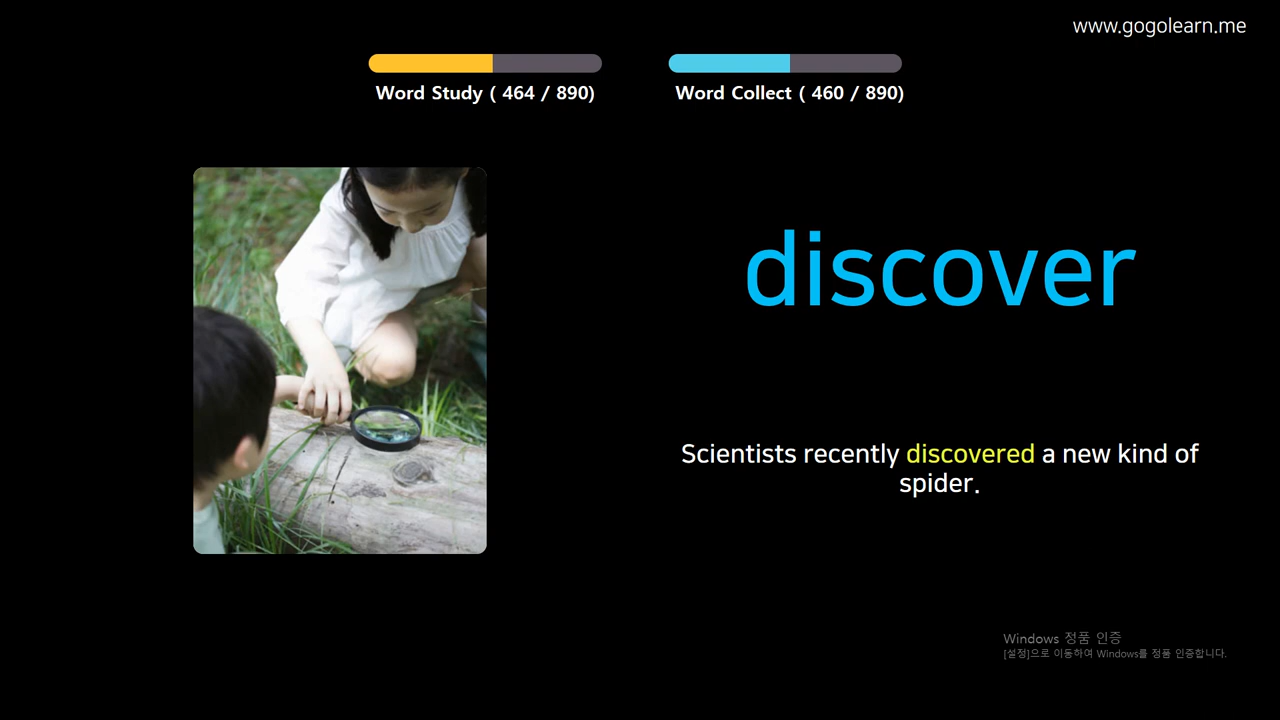 www.gogolearn.me
Word Study ( 464 / 890)
Word Collect ( 460 / 890)
discover
Scientists recently discovered a new kind of
spider.
Windows 정품 인증
[설정]으로 이동하여 Windows를 정품 인증합니다.